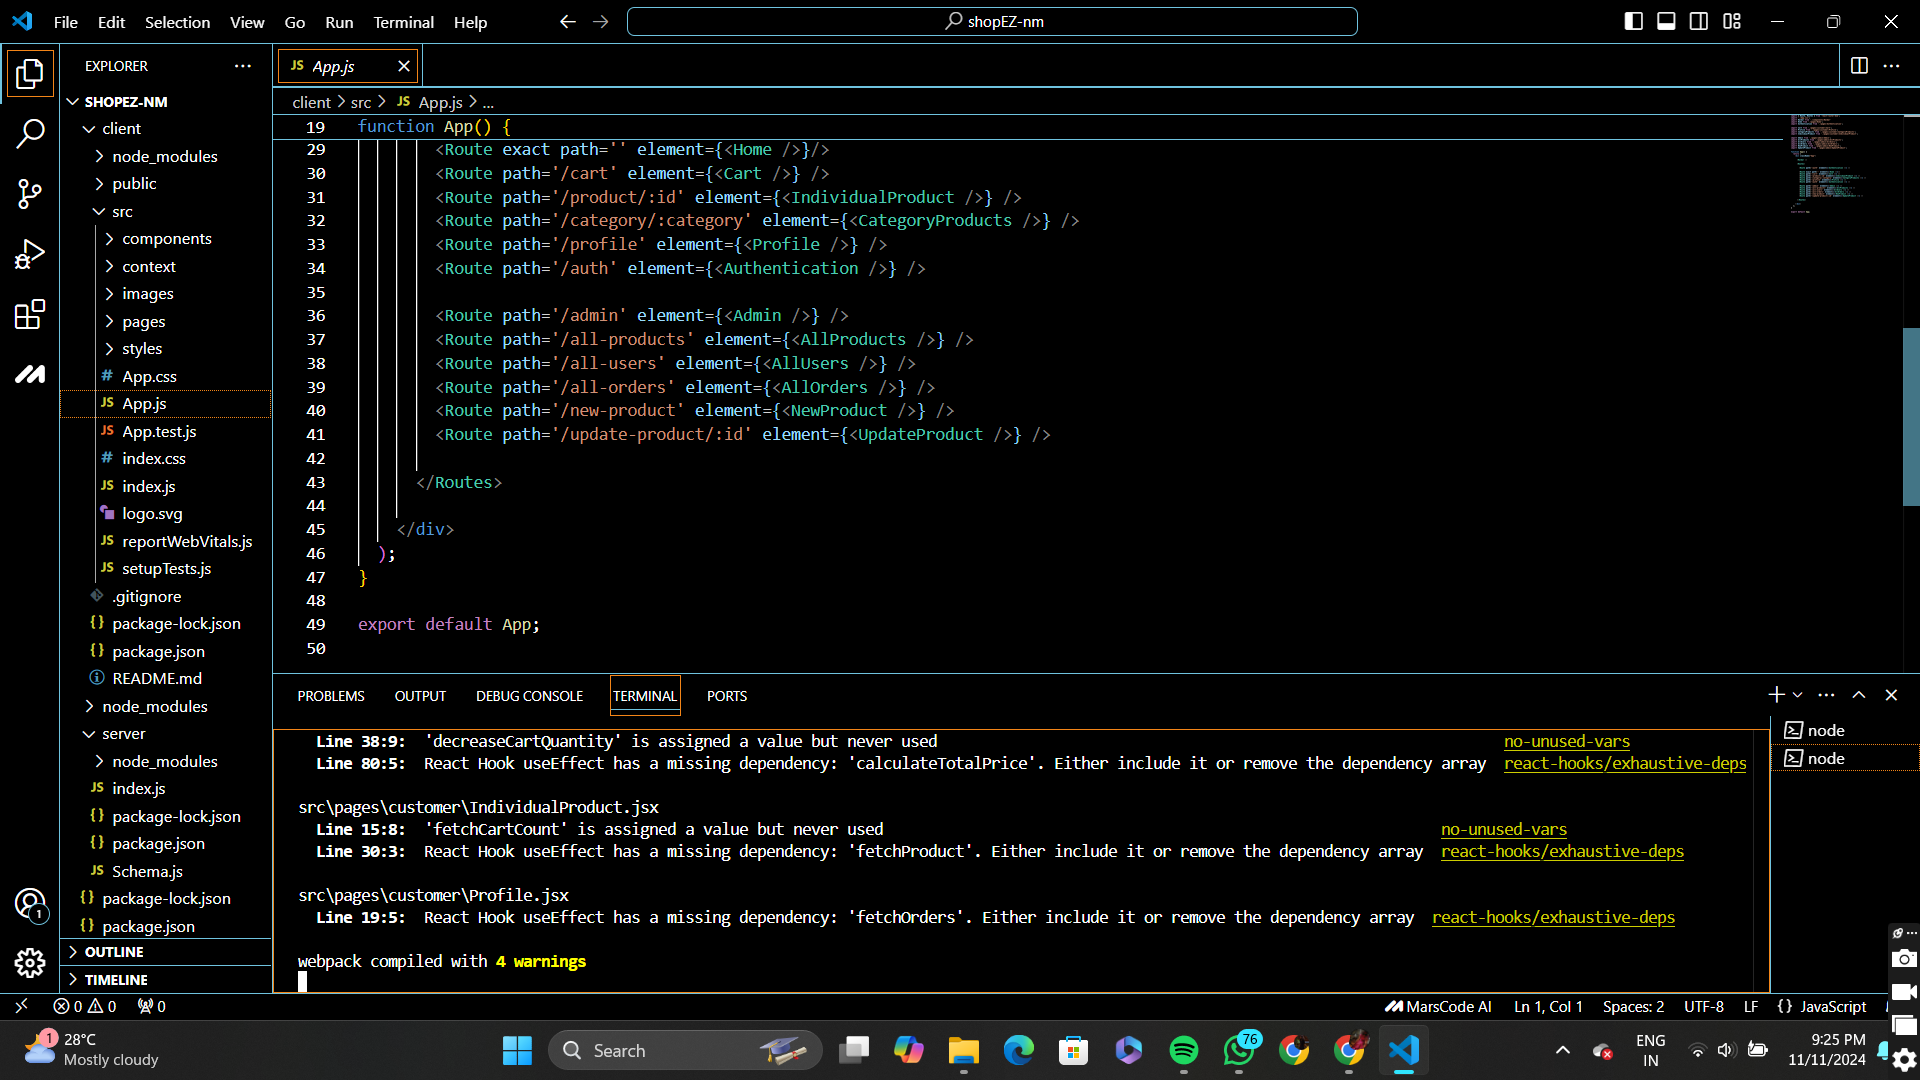 File Edit Selection View Go Run Terminal Help
shopEZ-nm
EXPLORER
SHOPEZ-NM
client
node_modules
public
src
components
context
images
pages
styles
# App.css
JS App.js
JS App.test.js
# index.css
JS index.js
logo.svg
JS reportWebVitals.js
JS setupTests.js
.gitignore
{} package-lock.json
{} package.json
README.md
node_modules
server
node_modules
JS index.js
{} package-lock.json
{} package.json
JS Schema.js
{} package-lock.json
{} package.json
OUTLINE
TIMELINE
JS App.js
client > src > JS App.js > ...
19 function App() {
29 <Route exact path='' element={<Home />}/>
30 <Route path='/cart' element={<Cart />} />
31 <Route path='/product/:id' element={<IndividualProduct />} />
32 <Route path='/category/:category' element={<CategoryProducts />} />
33 <Route path='/profile' element={<Profile />} />
34 <Route path='/auth' element={<Authentication />} />
35
36 <Route path='/admin' element={<Admin />} />
37 <Route path='/all-products' element={<AllProducts />} />
38 <Route path='/all-users' element={<AllUsers />} />
39 <Route path='/all-orders' element={<AllOrders />} />
40 <Route path='/new-product' element={<NewProduct />} />
41 <Route path='/update-product/:id' element={<UpdateProduct />} />
42
43 </Routes>
44
45 </div>
46 );
47 }
48
49 export default App;
50
PROBLEMS OUTPUT DEBUG CONSOLE TERMINAL PORTS
Line 38:9: 'decreaseCartQuantity' is assigned a value but never used no-unused-vars
Line 80:5: React Hook useEffect has a missing dependency: 'calculateTotalPrice'. Either include it or remove the dependency array react-hooks/exhaustive-deps
src\pages\customer\IndividualProduct.jsx
Line 15:8: 'fetchCartCount' is assigned a value but never used no-unused-vars
Line 30:3: React Hook useEffect has a missing dependency: 'fetchProduct'. Either include it or remove the dependency array react-hooks/exhaustive-deps
src\pages\customer\Profile.jsx
Line 19:5: React Hook useEffect has a missing dependency: 'fetchOrders'. Either include it or remove the dependency array react-hooks/exhaustive-deps
webpack compiled with 4 warnings
node
node
1
0 0 0
MarsCode AI Ln 1, Col 1 Spaces: 2 UTF-8 LF {} JavaScript
1
28°C
Mostly cloudy
Search
76
ENG
IN
9:25 PM
11/11/2024